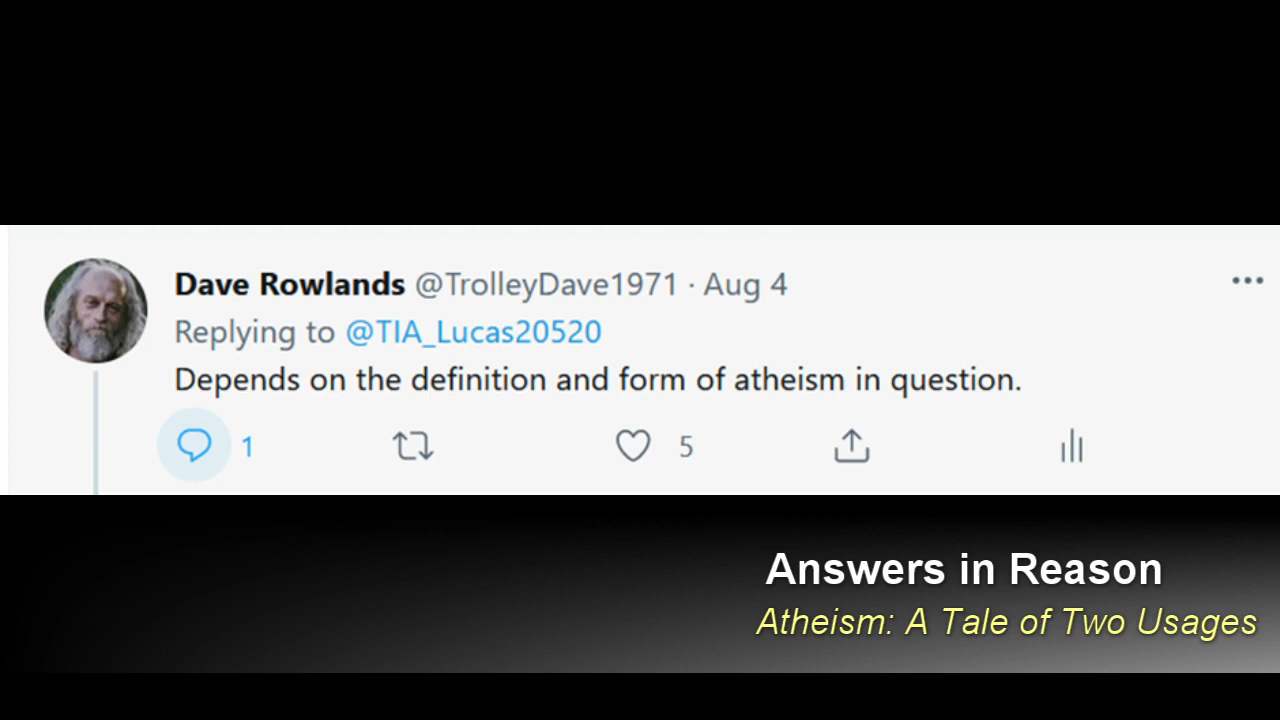 Dave Rowlands @TrolleyDave1971 · Aug 4
Replying to @TIA_Lucas20520
Depends on the definition and form of atheism in question.
1 5
Answers in Reason
Atheism: A Tale of Two Usages